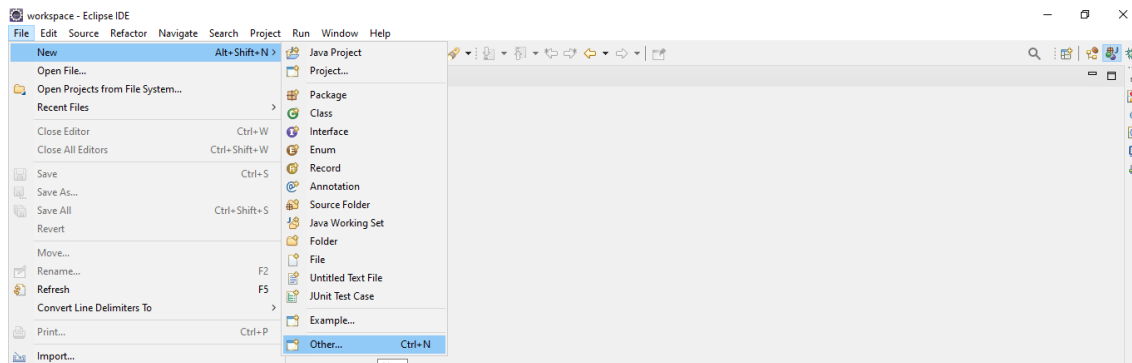 workspace - Eclipse IDE
File Edit Source Refactor Navigate Search Project Run Window Help
New Alt+Shift+N >
Open File...
Open Projects from File System...
Recent Files >
Close Editor Ctrl+W
Close All Editors Ctrl+Shift+W
Save Ctrl+S
Save As...
Save All Ctrl+Shift+S
Revert
Move...
Rename... F2
Refresh F5
Convert Line Delimiters To >
Print... Ctrl+P
Import...
Java Project
Project...
Package
Class
Interface
Enum
Record
Annotation
Source Folder
Java Working Set
Folder
File
Untitled Text File
JUnit Test Case
Example...
Other... Ctrl+N